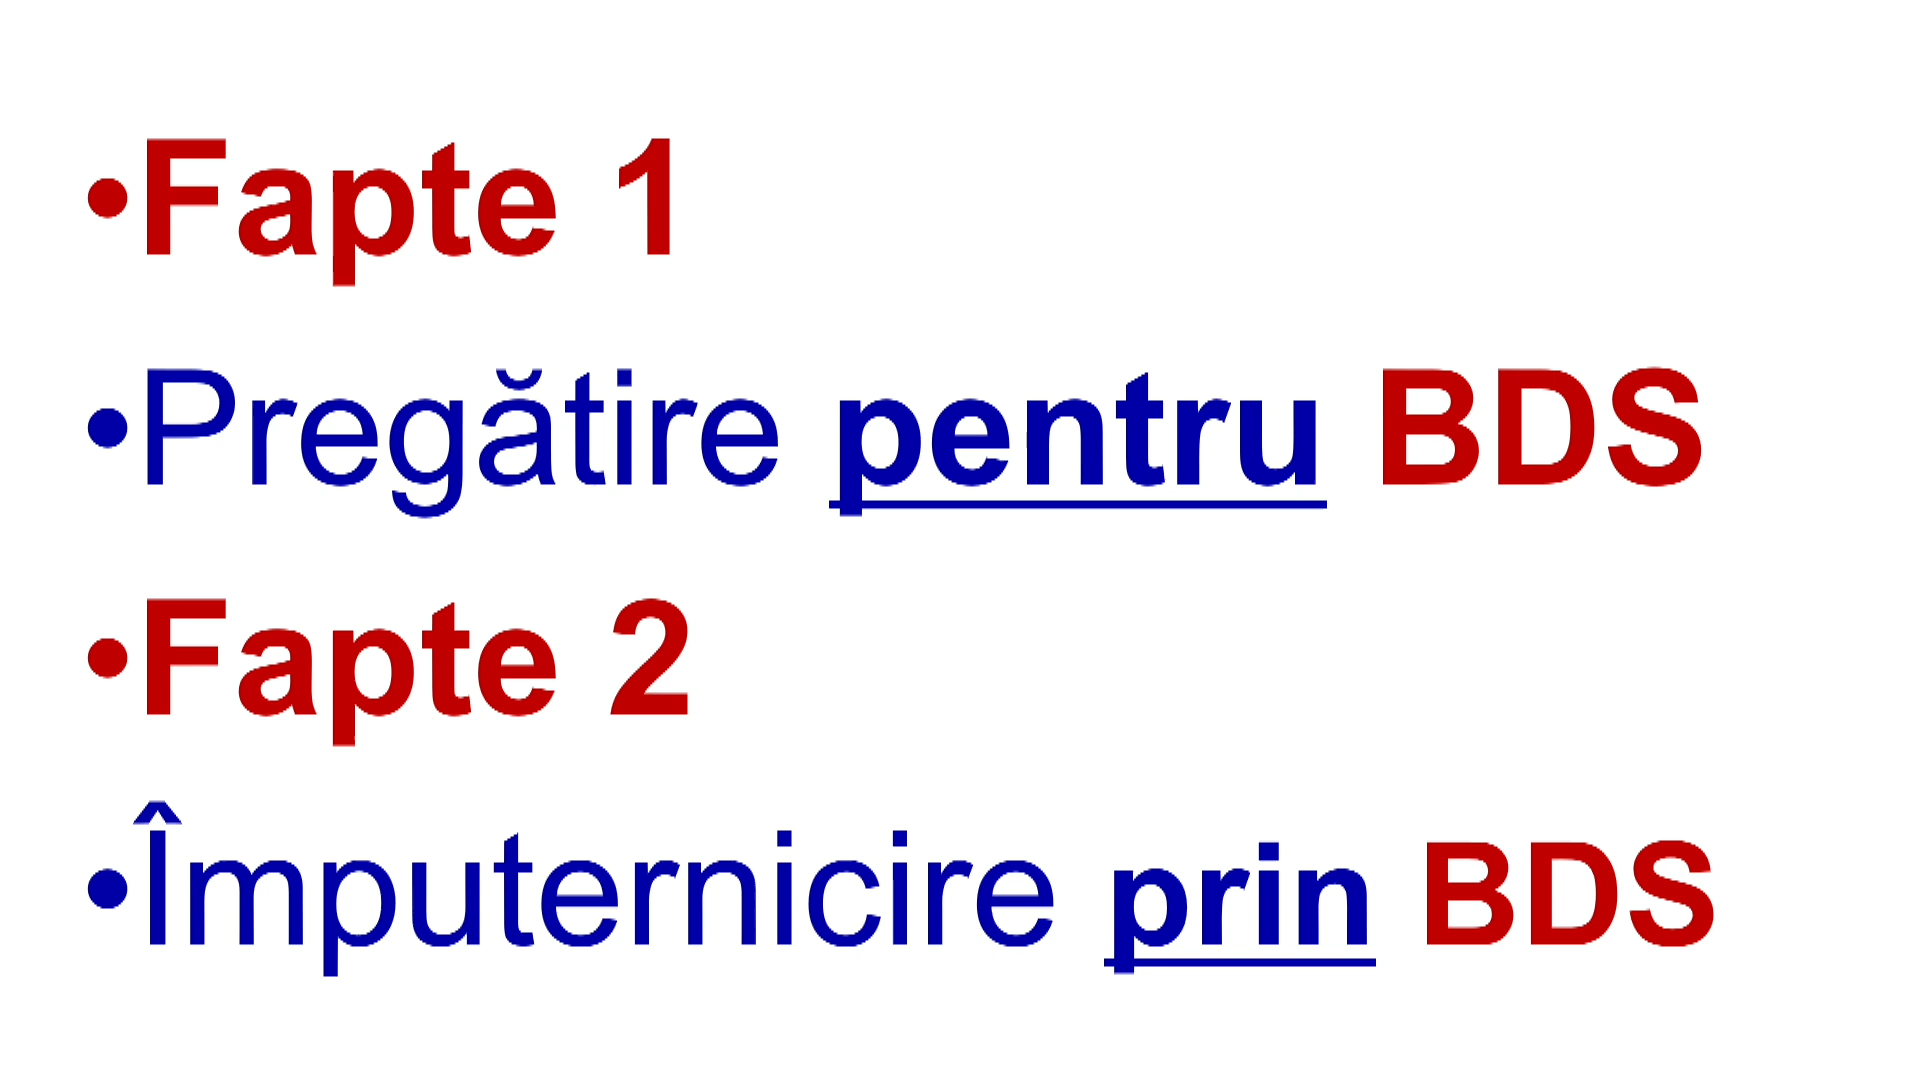 •Fapte 1
•Pregătire pentru BDS
•Fapte 2
•Împuternicire prin BDS